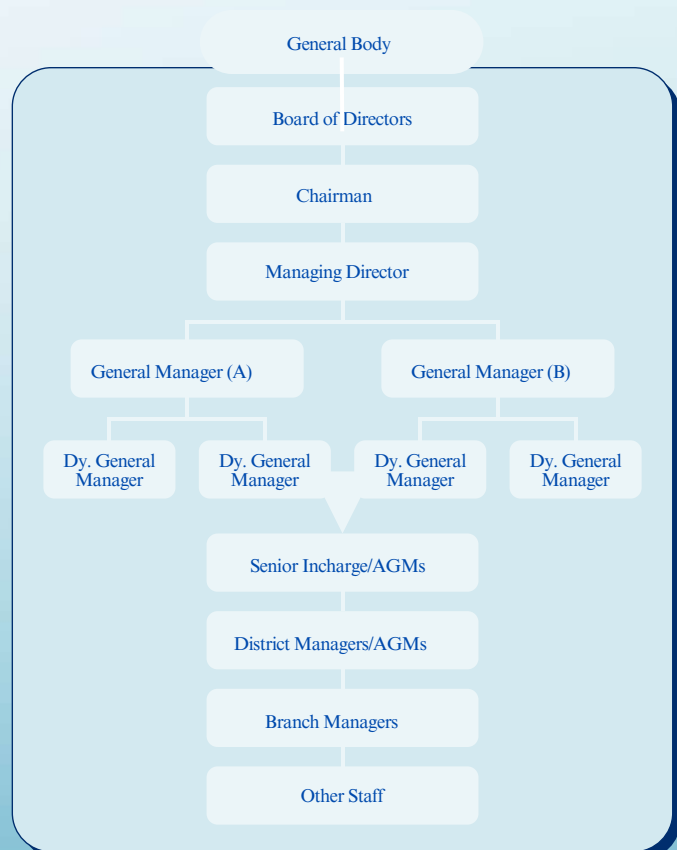 General Body
Board of Directors
Chairman
Managing Director
General Manager (A)
General Manager (B)
Dy. General
Manager
Dy. General
Manager
Dy. General
Manager
Dy. General
Manager
Senior Incharge/AGMs
District Managers/AGMs
Branch Managers
Other Staff